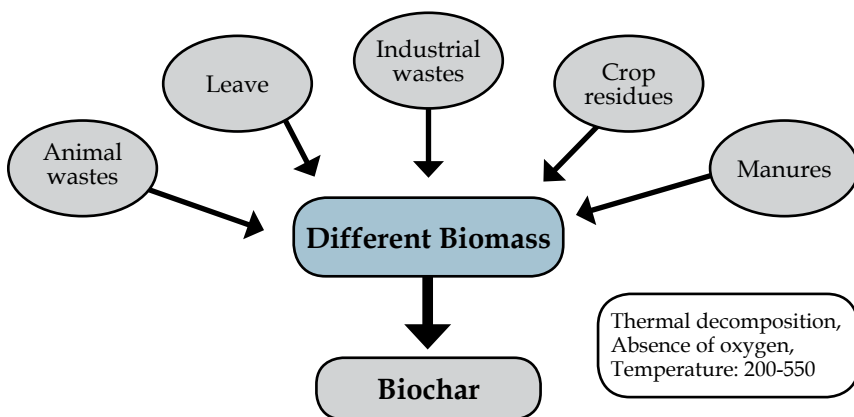 Industrial
wastes
Leave
Crop
residues
Animal
wastes
Manures
Different Biomass
Thermal decomposition,
Absence of oxygen,
Temperature: 200-550
Biochar